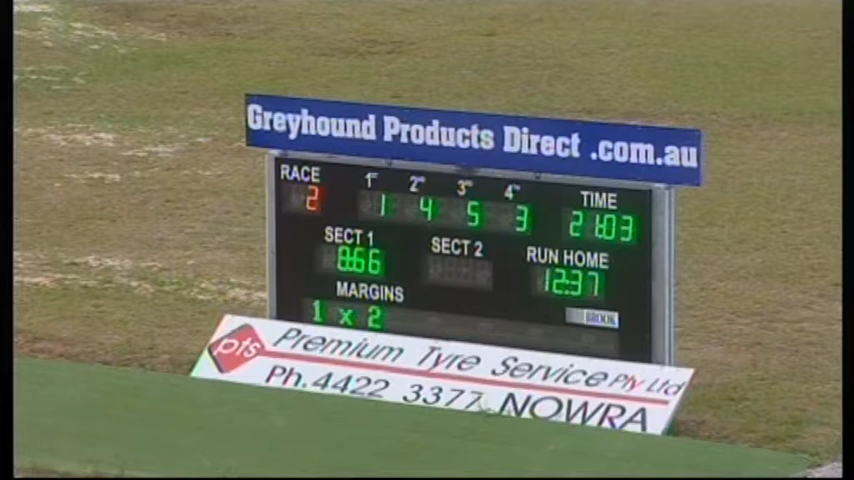 Greyhound Products Direct .com.au
RACE 1st 2nd 3rd 4th TIME
2 1 4 5 3 21:03
SECT 1 SECT 2 RUN HOME
8:66 12:37
MARGINS
1 x 2
pts Premium Tyre Service Pty Ltd
Ph. 4422 3377 NOWRA